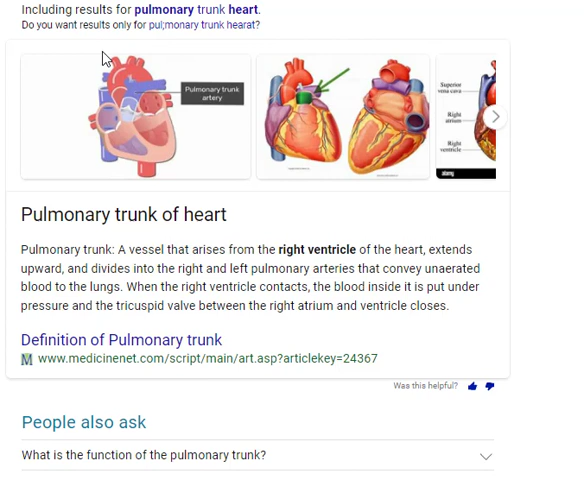 Including results for pulmonary trunk heart.
Do you want results only for pul;monary trunk hearat?
Pulmonary trunk
artery
Superior
vena cava
Right
atrium
Right
ventricle
alamy
Pulmonary trunk of heart
Pulmonary trunk: A vessel that arises from the right ventricle of the heart, extends
upward, and divides into the right and left pulmonary arteries that convey unaerated
blood to the lungs. When the right ventricle contacts, the blood inside it is put under
pressure and the tricuspid valve between the right atrium and ventricle closes.
Definition of Pulmonary trunk
M www.medicinenet.com/script/main/art.asp?articlekey=24367
Was this helpful?
People also ask
What is the function of the pulmonary trunk?